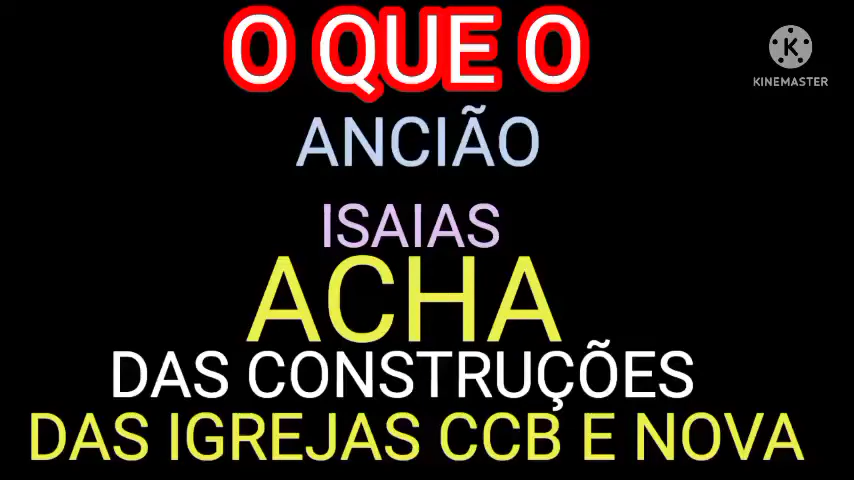 O QUE O
KINEMASTER
ANCIÃO
ISAIAS
ACHA
DAS CONSTRUÇÕES
DAS IGREJAS CCB E NOVA